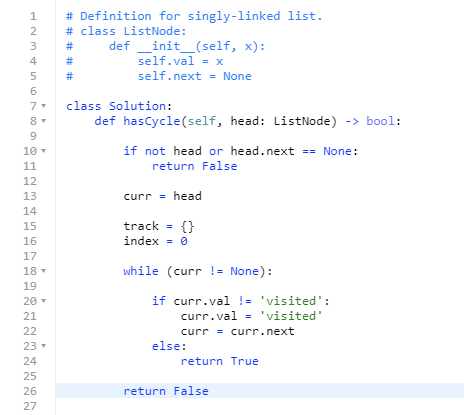 1 # Definition for singly-linked list.
2 # class ListNode:
3 #     def __init__(self, x):
4 #         self.val = x
5 #         self.next = None
6
7 class Solution:
8     def hasCycle(self, head: ListNode) -> bool:
9
10         if not head or head.next == None:
11             return False
12
13         curr = head
14
15         track = {}
16         index = 0
17
18         while (curr != None):
19
20             if curr.val != 'visited':
21                 curr.val = 'visited'
22                 curr = curr.next
23             else:
24                 return True
25
26         return False
27